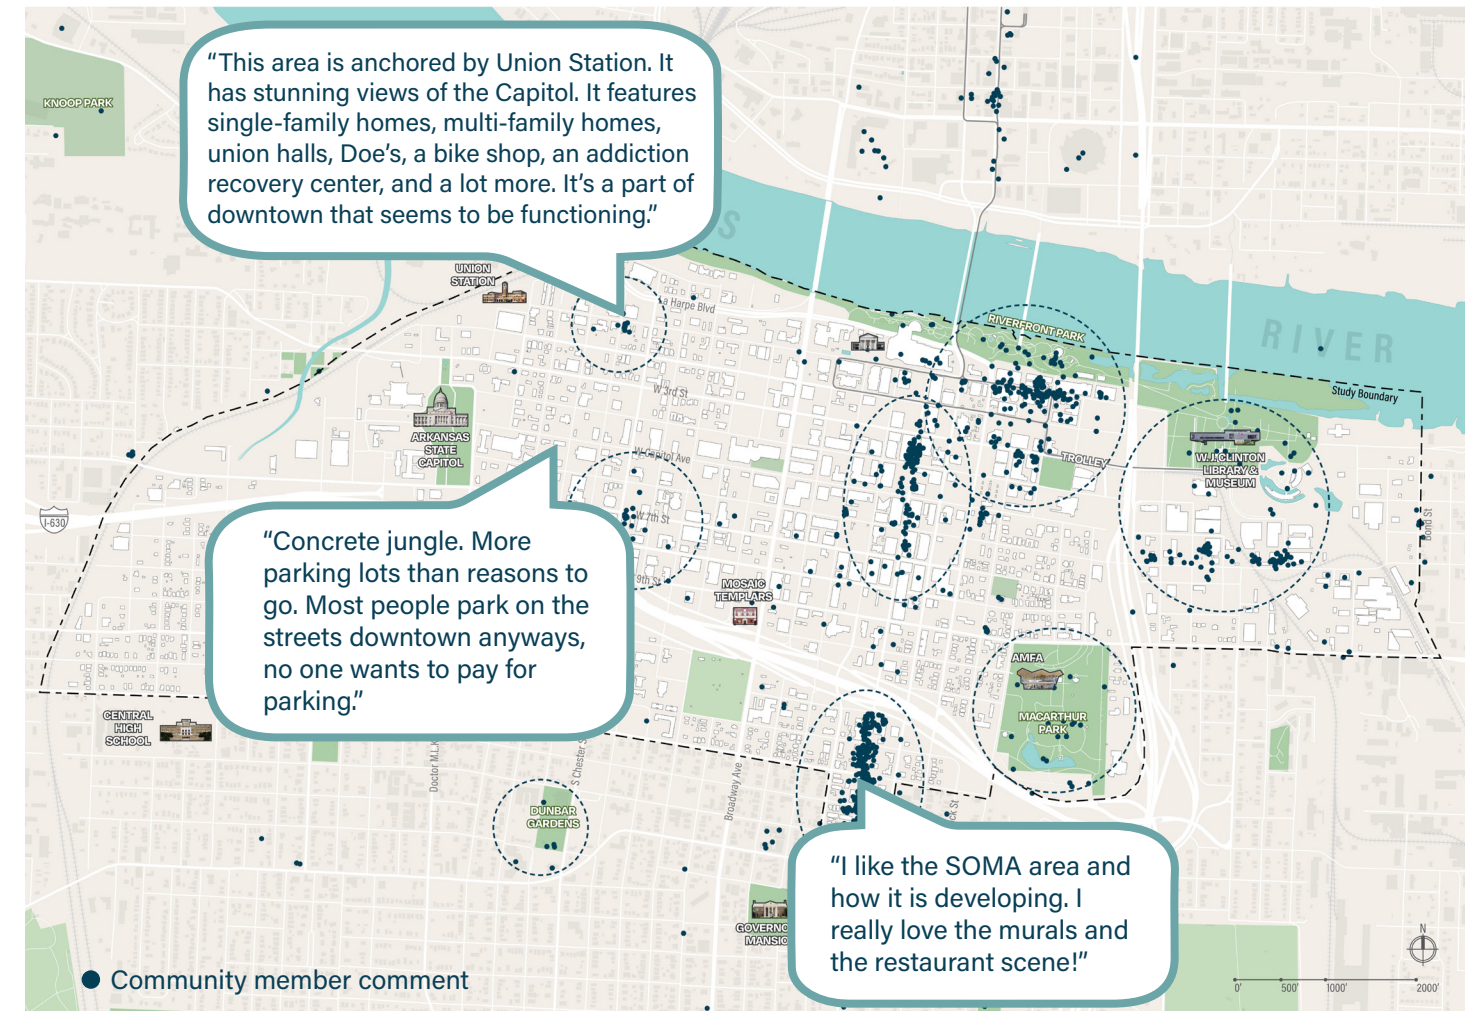 “This area is anchored by Union Station. It
has stunning views of the Capitol. It features
single-family homes, multi-family homes,
union halls, Doe’s, a bike shop, an addiction
recovery center, and a lot more. It’s a part of
downtown that seems to be functioning.”
KNOOP PARK
S
UNION
STATION
La Harpe Blvd
RIVERFRONT PARK
RIVER
W 3rd St
Study Boundary
ARKANSAS
STATE
CAPITOL
W Capitol Ave
TROLLEY
W.J. CLINTON
LIBRARY &
MUSEUM
I-630
W 7th St
Bond St
“Concrete jungle. More
parking lots than reasons to
go. Most people park on the
streets downtown anyways,
no one wants to pay for
parking.”
9th St
MOSAIC
TEMPLARS
AMFA
MACARTHUR
PARK
CENTRAL
HIGH
SCHOOL
Doctor M.L.K
S Chester S
Broadway Ave
ck St
DUNBAR
GARDENS
“I like the SOMA area and
how it is developing. I
really love the murals and
the restaurant scene!”
GOVERNO
MANSIO
N
0' 500' 1000' 2000'
Community member comment